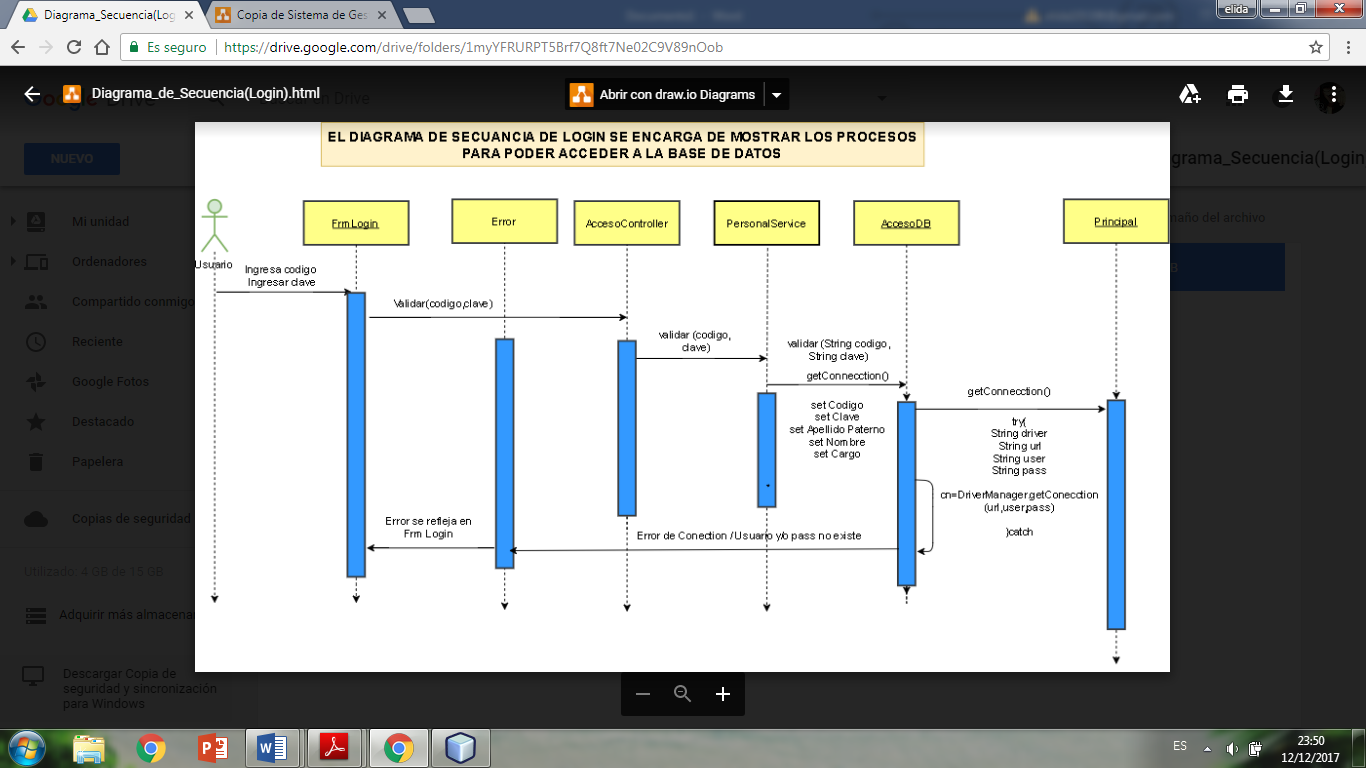 Diagrama_Secuencia(Log
Copia de Sistema de Ges
elida
Es seguro
https://drive.google.com/drive/folders/1myYFRURPT5Brf7Q8ft7Ne02C9V89nOob
Diagrama_de_Secuencia(Login).html
Abrir con draw.io Diagrams
NUEVO
Mi unidad
Ordenadores
Compartido conmigo
Reciente
Google Fotos
Destacado
Papelera
Copias de seguridad
Utilizado: 4 GB de 15 GB
Adquirir más almacena
Descargar Copia de
seguridad y sincronización
para Windows
grama_Secuencia(Login
ño del archivo
EL DIAGRAMA DE SECUANCIA DE LOGIN SE ENCARGA DE MOSTRAR LOS PROCESOS
PARA PODER ACCEDER A LA BASE DE DATOS
Usuario
FrmLogin
Error
AccesoController
PersonalService
AccesoDB
Principal
Ingresa codigo
Ingresar clave
Validar(codigo,clave)
validar (codigo,
clave)
validar (String codigo,
String clave)
getConnecction()
set Codigo
set Clave
set Apellido Paterno
set Nombre
set Cargo
getConnecction()
try{
String driver
String url
String user
String pass
cn=DriverManager.getConecction
(url,user,pass)
}catch
Error de Conection / Usuario y/o pass no existe
Error se refleja en
Frm Login
ES
23:50
12/12/2017